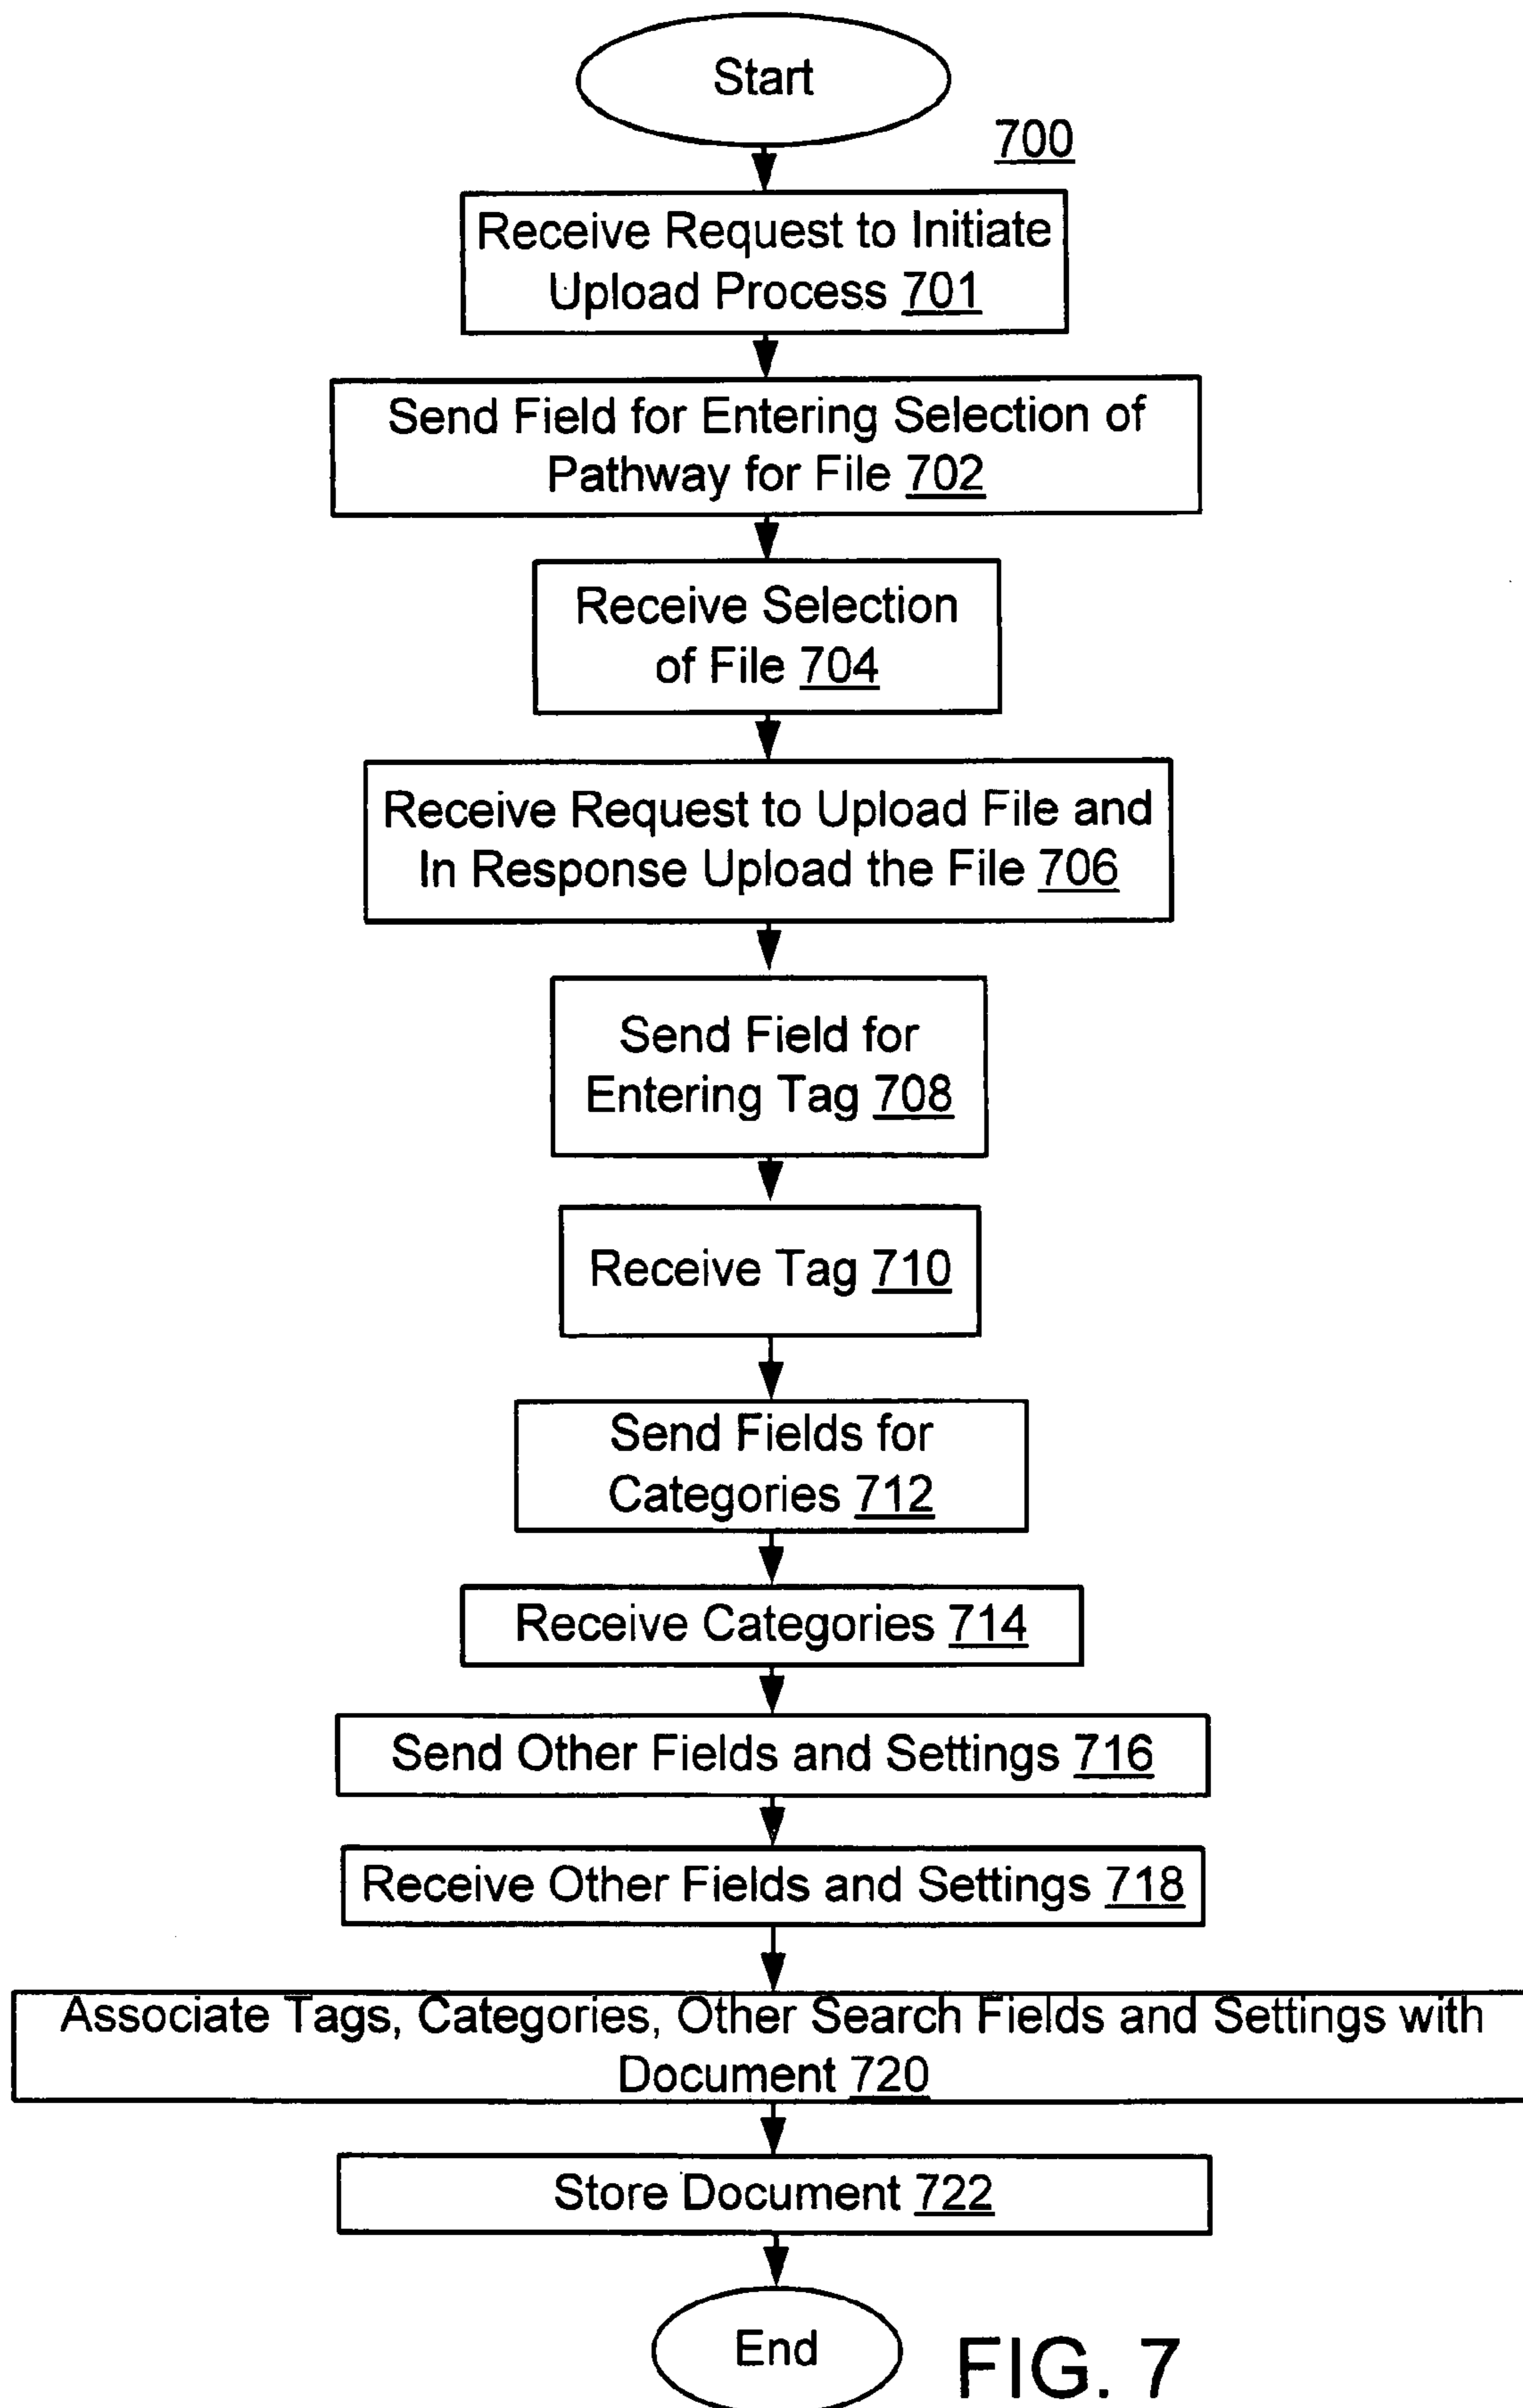 Start
700
Receive Request to Initiate
Upload Process 701
Send Field for Entering Selection of
Pathway for File 702
Receive Selection
of File 704
Receive Request to Upload File and
In Response Upload the File 706
Send Field for
Entering Tag 708
Receive Tag 710
Send Fields for
Categories 712
Receive Categories 714
Send Other Fields and Settings 716
Receive Other Fields and Settings 718
Associate Tags, Categories, Other Search Fields and Settings with
Document 720
Store Document 722
End
FIG. 7